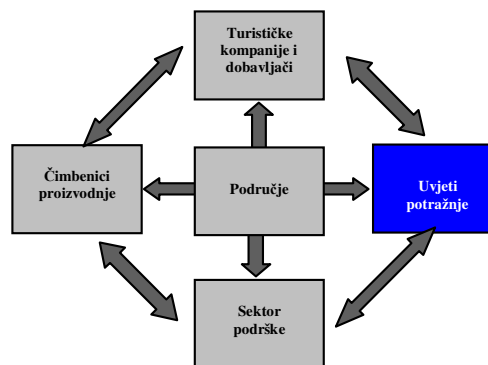 Turističke
kompanije i
dobavljači
Čimbenici
proizvodnje
Područje
Uvjeti
potražnje
Sektor
podrške